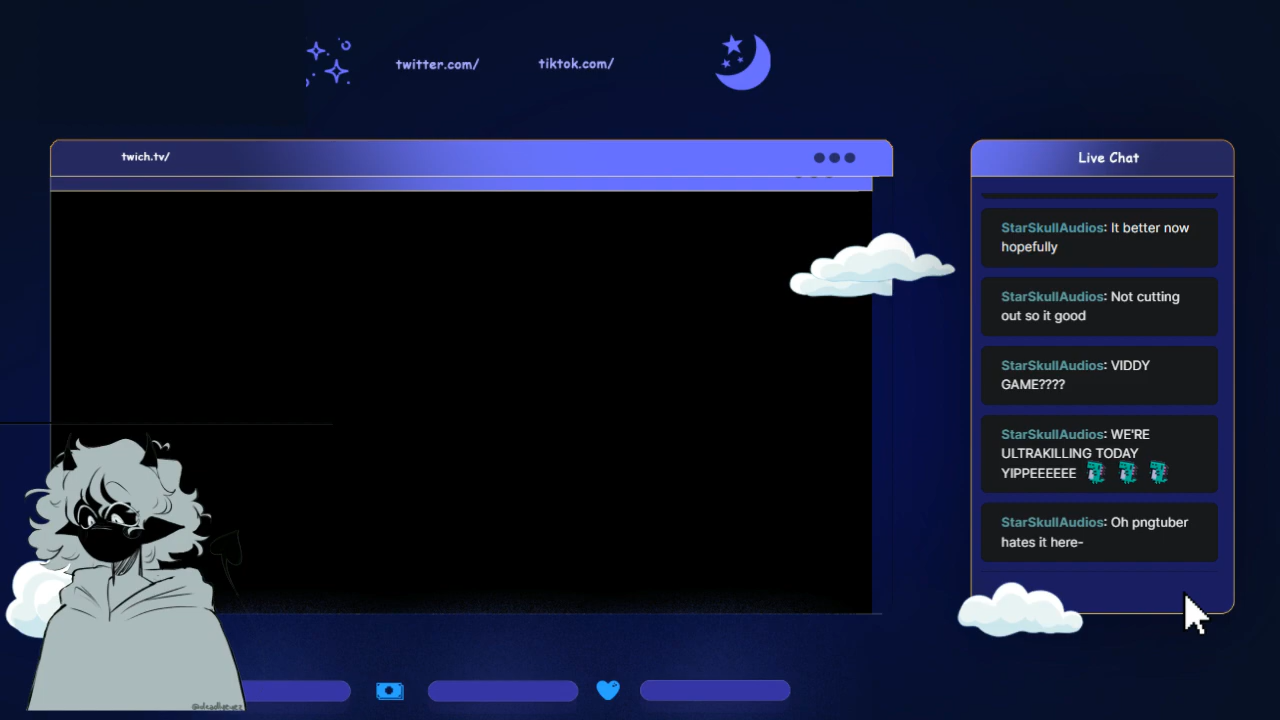 twitter.com/
tiktok.com/
twich.tv/
Live Chat
StarSkullAudios: It better now
hopefully
StarSkullAudios: Not cutting
out so it good
StarSkullAudios: VIDDY
GAME????
StarSkullAudios: WE'RE
ULTRAKILLING TODAY
YIPPEEEEEE
StarSkullAudios: Oh pngtuber
hates it here-